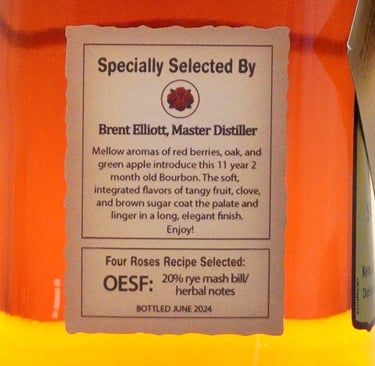 Specially Selected By
Brent Elliott, Master Distiller
Mellow aromas of red berries, oak, and
green apple introduce this 11 year 2
month old Bourbon. The soft,
integrated flavors of tangy fruit, clove,
and brown sugar coat the palate and
linger in a long, elegant finish.
Enjoy!
Four Roses Recipe Selected:
OESF: 20% rye mash bill/
herbal notes
BOTTLED JUNE 2024